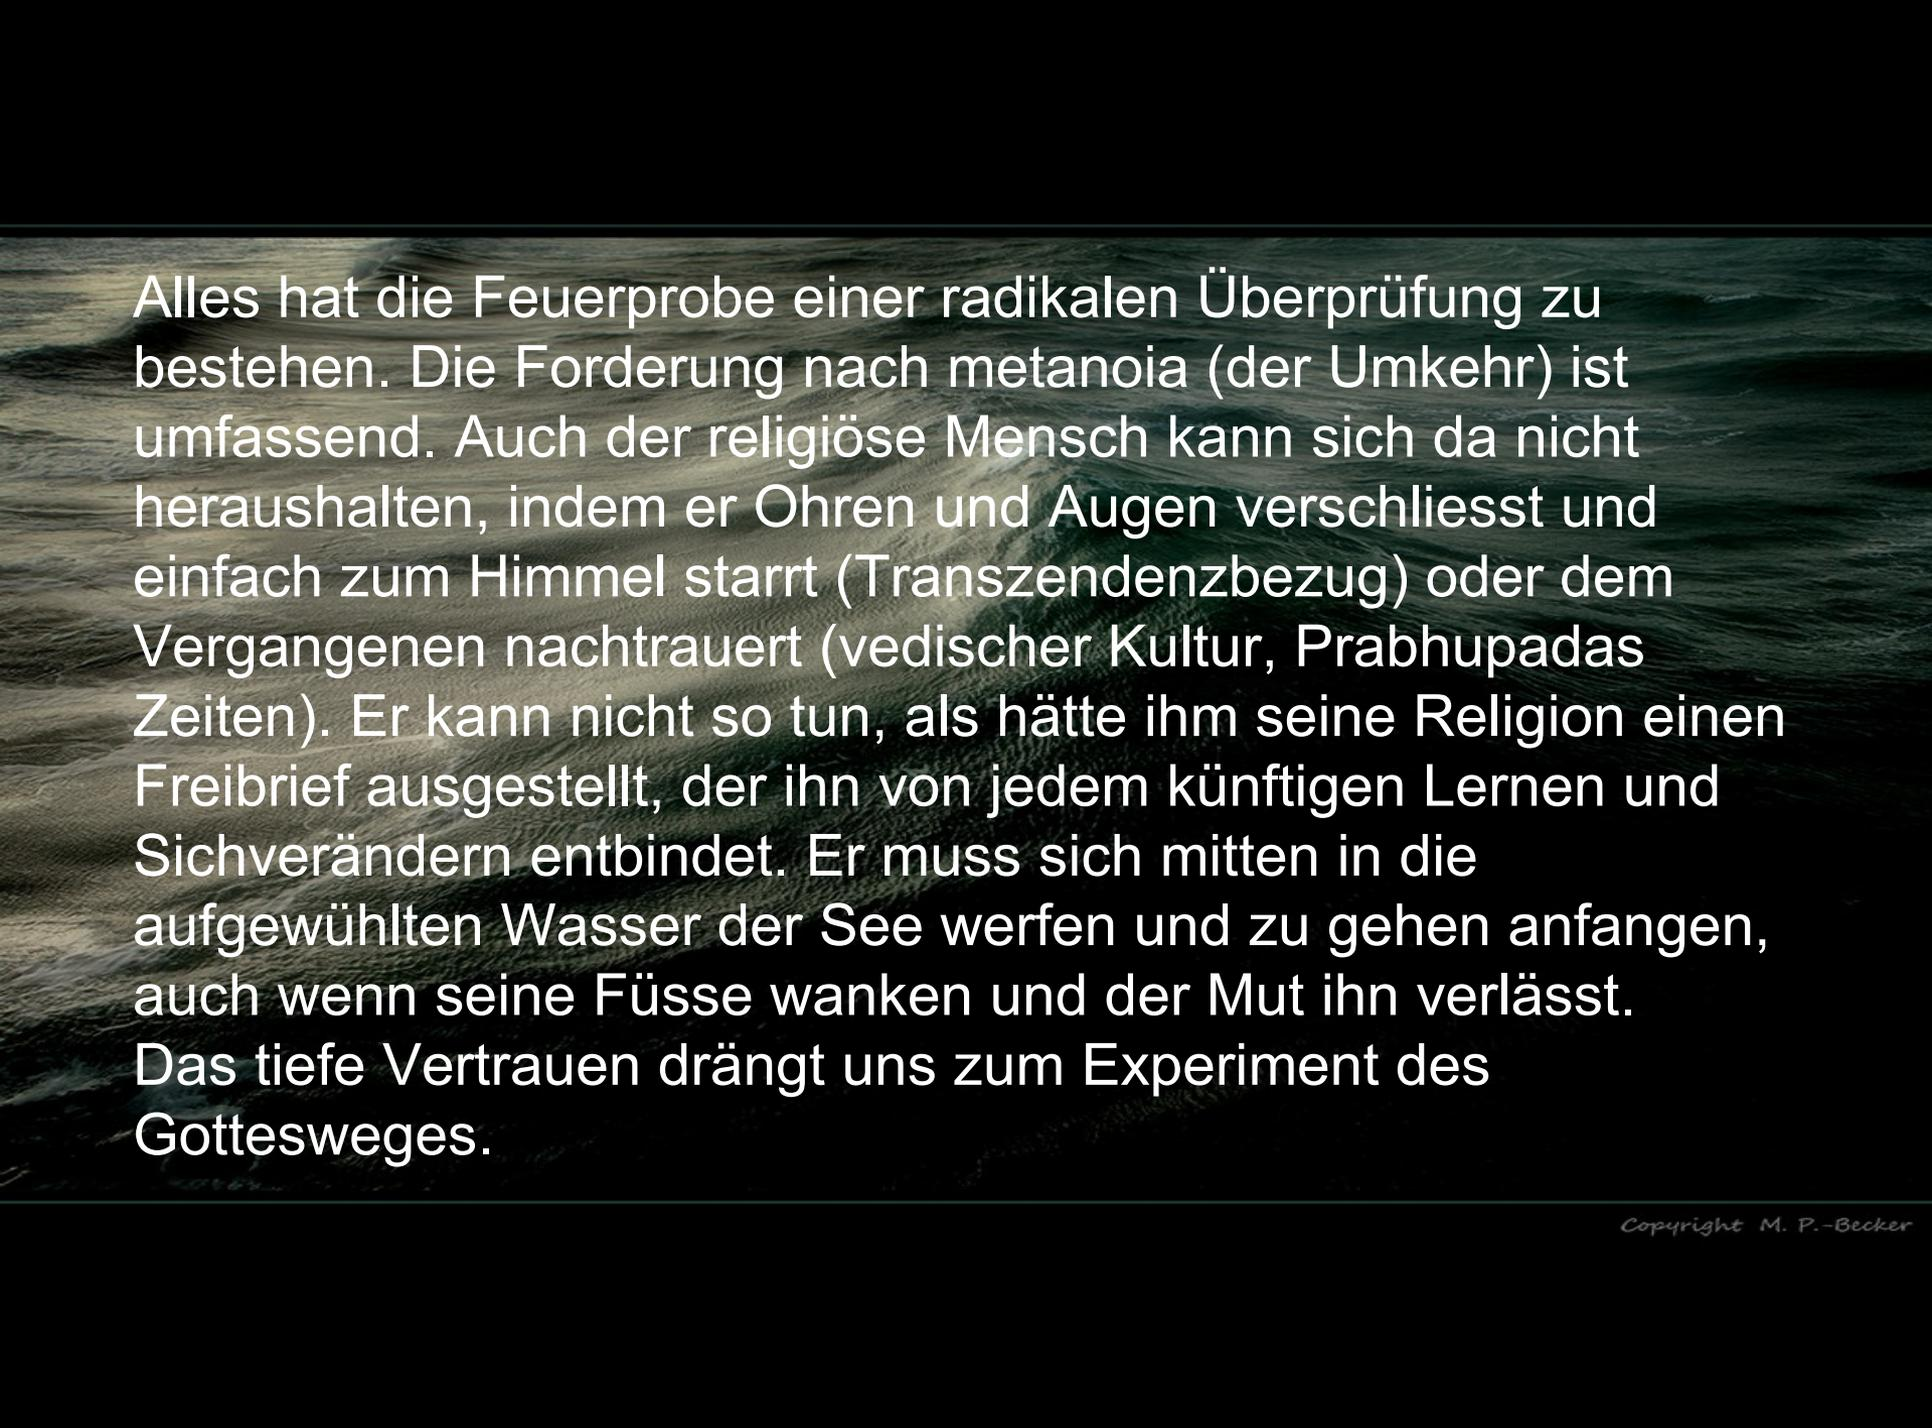 Alles hat die Feuerprobe einer radikalen Überprüfung zu
bestehen. Die Forderung nach metanoia (der Umkehr) ist
umfassend. Auch der religiöse Mensch kann sich da nicht
heraushalten, indem er Ohren und Augen verschliesst und
einfach zum Himmel starrt (Transzendenzbezug) oder dem
Vergangenen nachtrauert (vedischer Kultur, Prabhupadas
Zeiten). Er kann nicht so tun, als hätte ihm seine Religion einen
Freibrief ausgestellt, der ihn von jedem künftigen Lernen und
Sichverändern entbindet. Er muss sich mitten in die
aufgewühlten Wasser der See werfen und zu gehen anfangen,
auch wenn seine Füsse wanken und der Mut ihn verlässt.
Das tiefe Vertrauen drängt uns zum Experiment des
Gottesweges.
Copyright M. P.-Becker